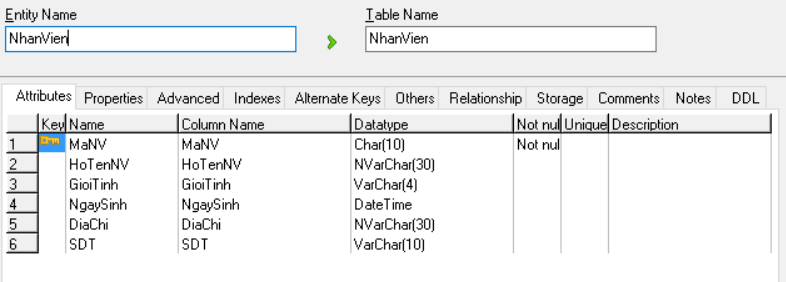 Entity Name
Table Name
NhanVien
NhanVien
Attributes Properties Advanced Indexes Alternate Keys Others Relationship Storage Comments Notes DDL
Key Name Column Name Datatype Not nul Unique Description
1 MaNV MaNV Char(10) Not nul
2 HoTenNV HoTenNV NVarChar(30)
3 GioiTinh GioiTinh VarChar(4)
4 NgaySinh NgaySinh DateTime
5 DiaChi DiaChi NVarChar(30)
6 SDT SDT VarChar(10)